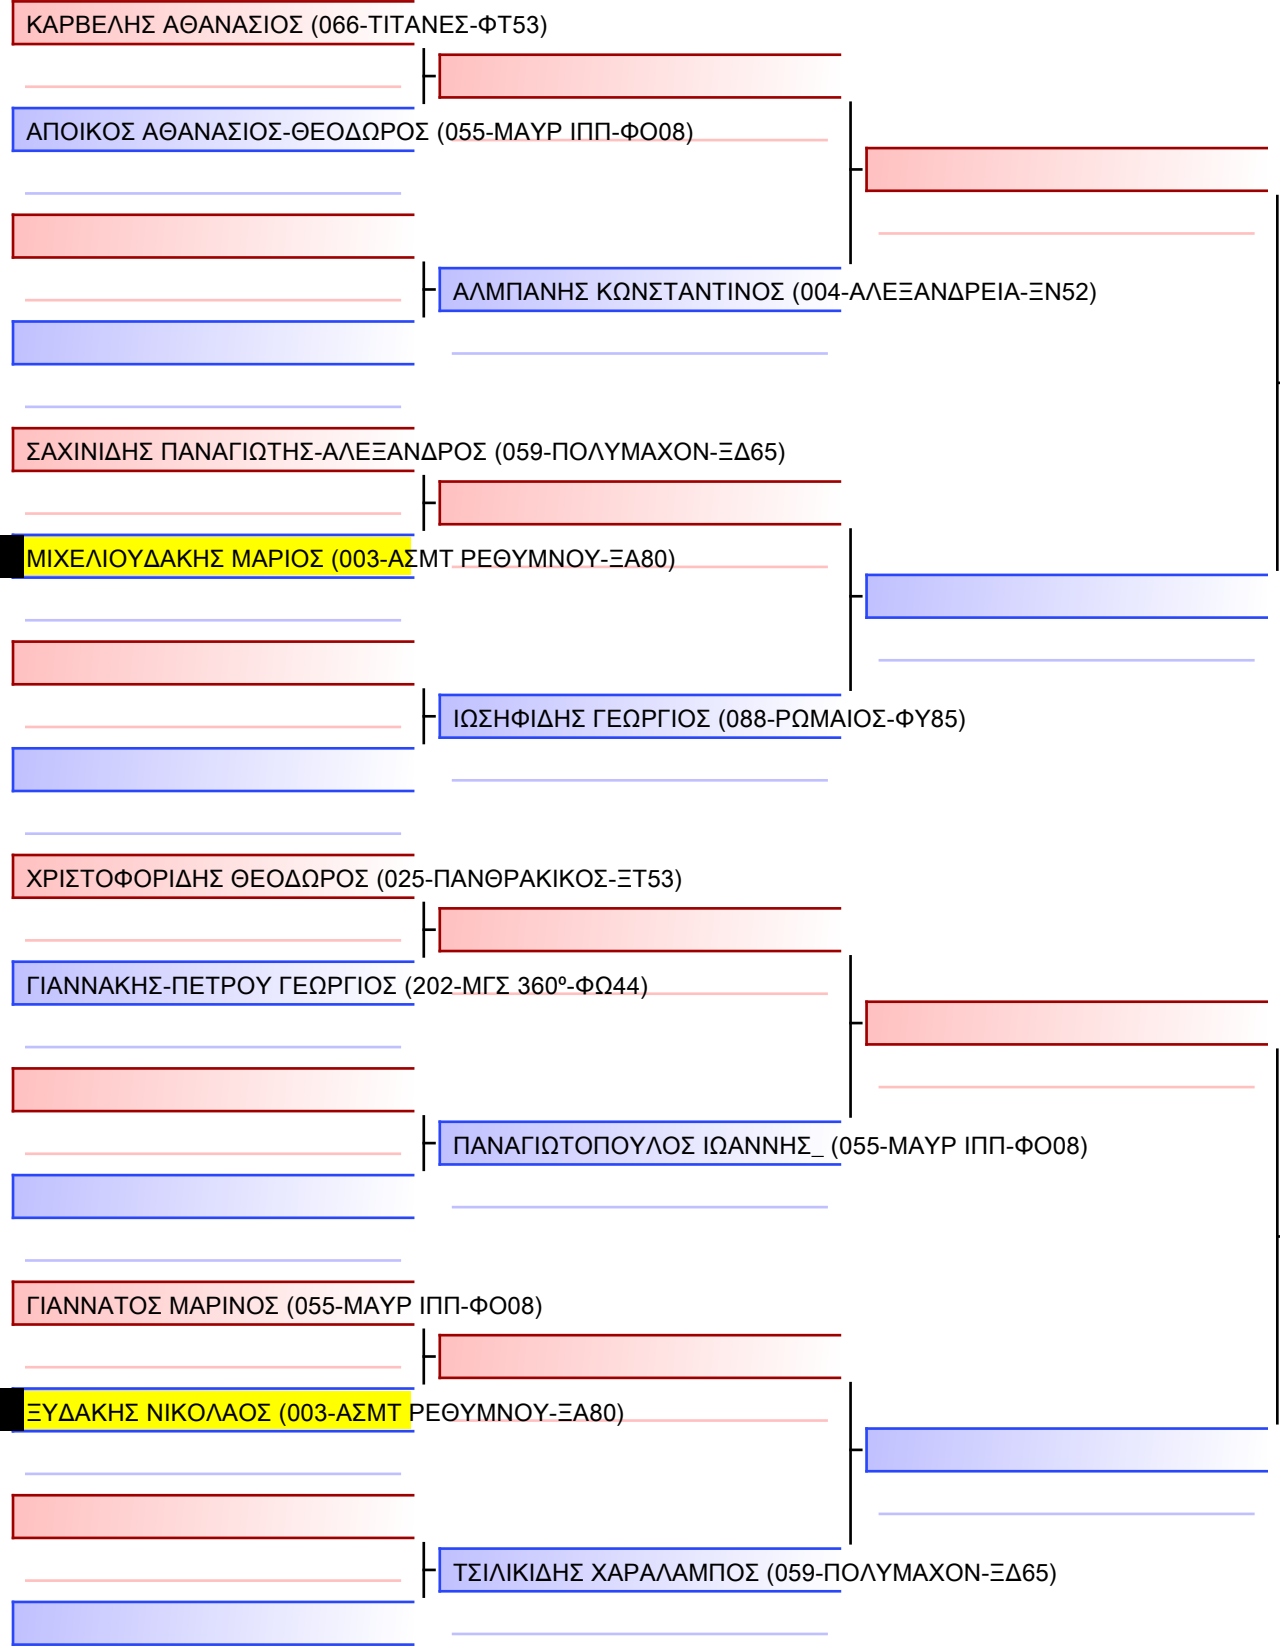 ΚΑΡΒΕΛΗΣ ΑΘΑΝΑΣΙΟΣ (066-ΤΙΤΑΝΕΣ-ΦΤ53)
ΑΠΟΙΚΟΣ ΑΘΑΝΑΣΙΟΣ-ΘΕΟΔΩΡΟΣ (055-ΜΑΥΡ ΙΠΠ-ΦΟ08)
ΑΛΜΠΑΝΗΣ ΚΩΝΣΤΑΝΤΙΝΟΣ (004-ΑΛΕΞΑΝΔΡΕΙΑ-ΞΝ52)
ΣΑΧΙΝΙΔΗΣ ΠΑΝΑΓΙΩΤΗΣ-ΑΛΕΞΑΝΔΡΟΣ (059-ΠΟΛΥΜΑΧΟΝ-ΞΔ65)
ΜΙΧΕΛΙΟΥΔΑΚΗΣ ΜΑΡΙΟΣ (003-ΑΣΜΤ ΡΕΘΥΜΝΟΥ-ΞΑ80)
ΙΩΣΗΦΙΔΗΣ ΓΕΩΡΓΙΟΣ (088-ΡΩΜΑΙΟΣ-ΦΥ85)
ΧΡΙΣΤΟΦΟΡΙΔΗΣ ΘΕΟΔΩΡΟΣ (025-ΠΑΝΘΡΑΚΙΚΟΣ-ΞΤ53)
ΓΙΑΝΝΑΚΗΣ-ΠΕΤΡΟΥ ΓΕΩΡΓΙΟΣ (202-ΜΓΣ 360º-ΦΩ44)
ΠΑΝΑΓΙΩΤΟΠΟΥΛΟΣ ΙΩΑΝΝΗΣ_ (055-ΜΑΥΡ ΙΠΠ-ΦΟ08)
ΓΙΑΝΝΑΤΟΣ ΜΑΡΙΝΟΣ (055-ΜΑΥΡ ΙΠΠ-ΦΟ08)
ΞΥΔΑΚΗΣ ΝΙΚΟΛΑΟΣ (003-ΑΣΜΤ ΡΕΘΥΜΝΟΥ-ΞΑ80)
ΤΣΙΛΙΚΙΔΗΣ ΧΑΡΑΛΑΜΠΟΣ (059-ΠΟΛΥΜΑΧΟΝ-ΞΔ65)